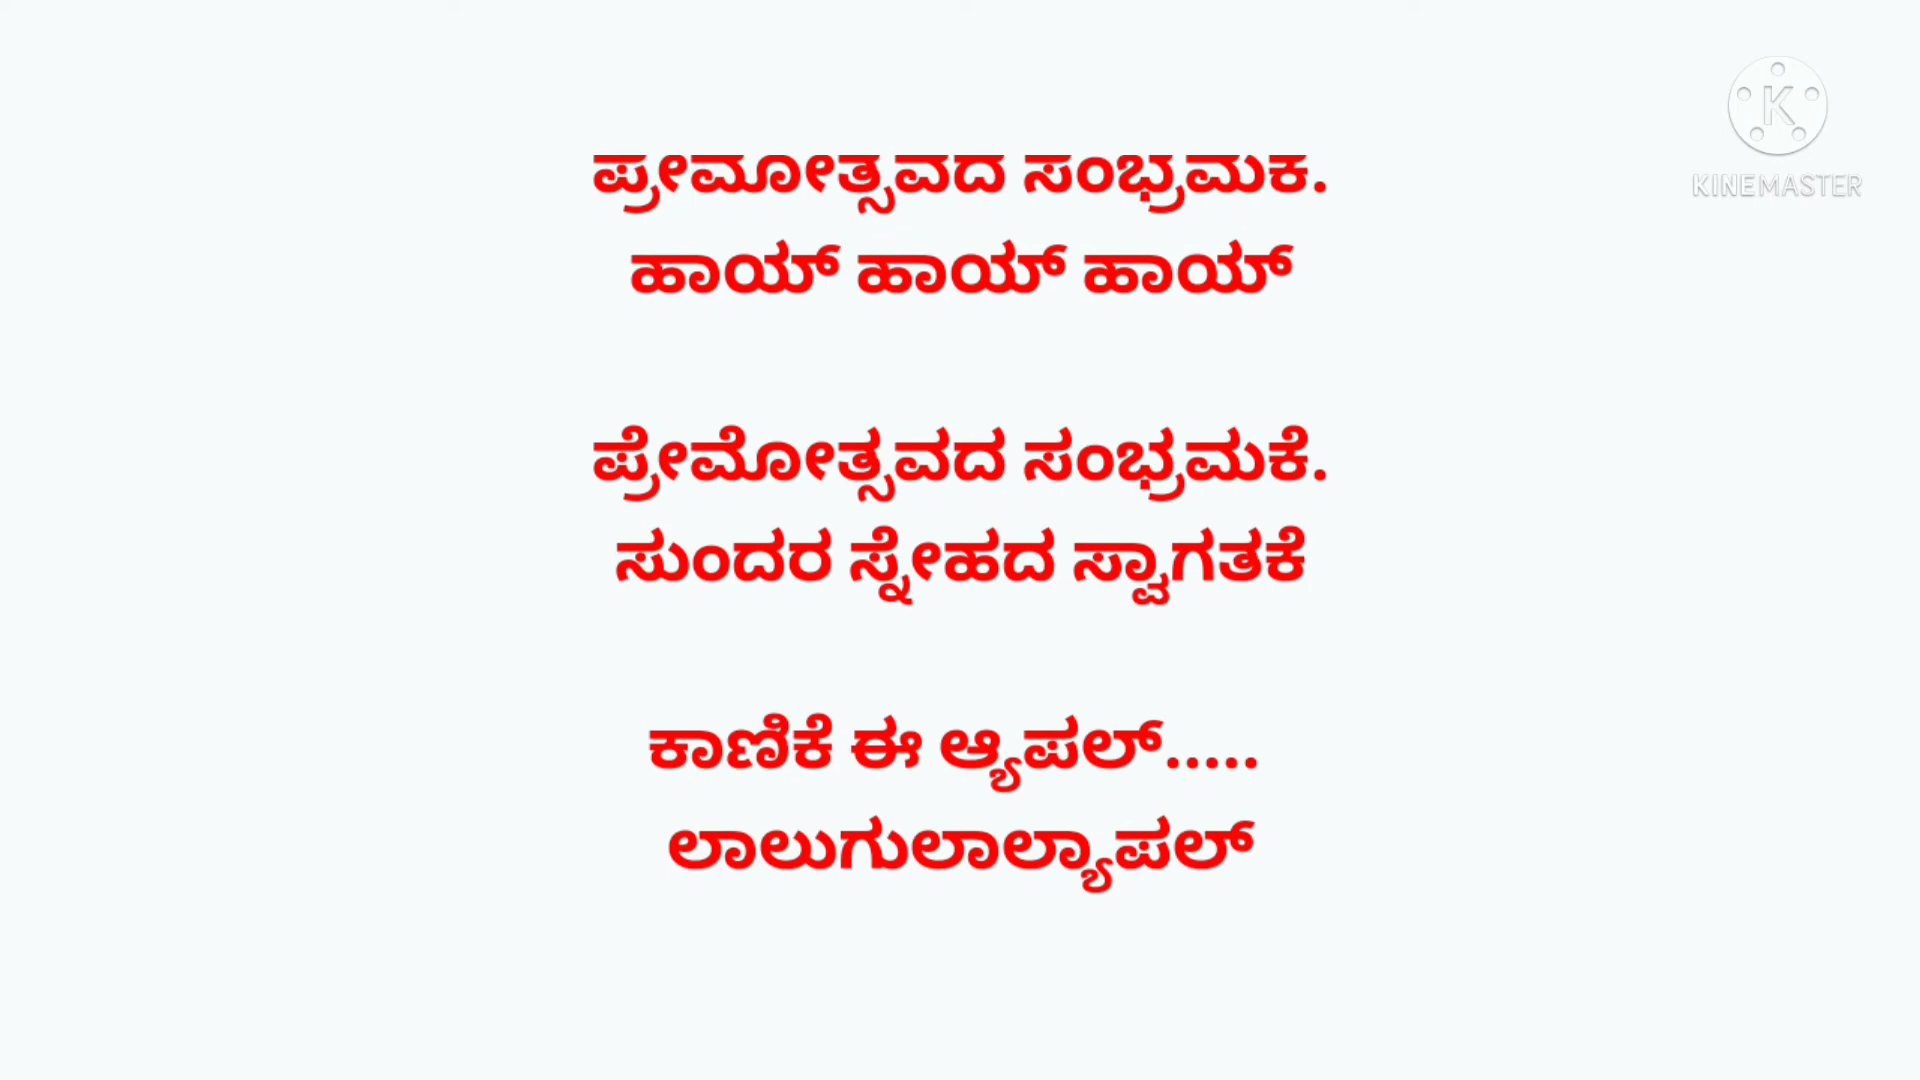 ಪ್ರೇಮೋತ್ಸವದ ಸಂಭ್ರಮಕೆ.
ಹಾಯ್ ಹಾಯ್ ಹಾಯ್
ಪ್ರೇಮೋತ್ಸವದ ಸಂಭ್ರಮಕೆ.
ಸುಂದರ ಸ್ನೇಹದ ಸ್ವಾಗತಕೆ
ಕಾಣಿಕೆ ಈ ಆ್ಯಪಲ್.....
ಲಾಲುಗುಲಾಲ್ಯಾಪಲ್
K
KINEMASTER